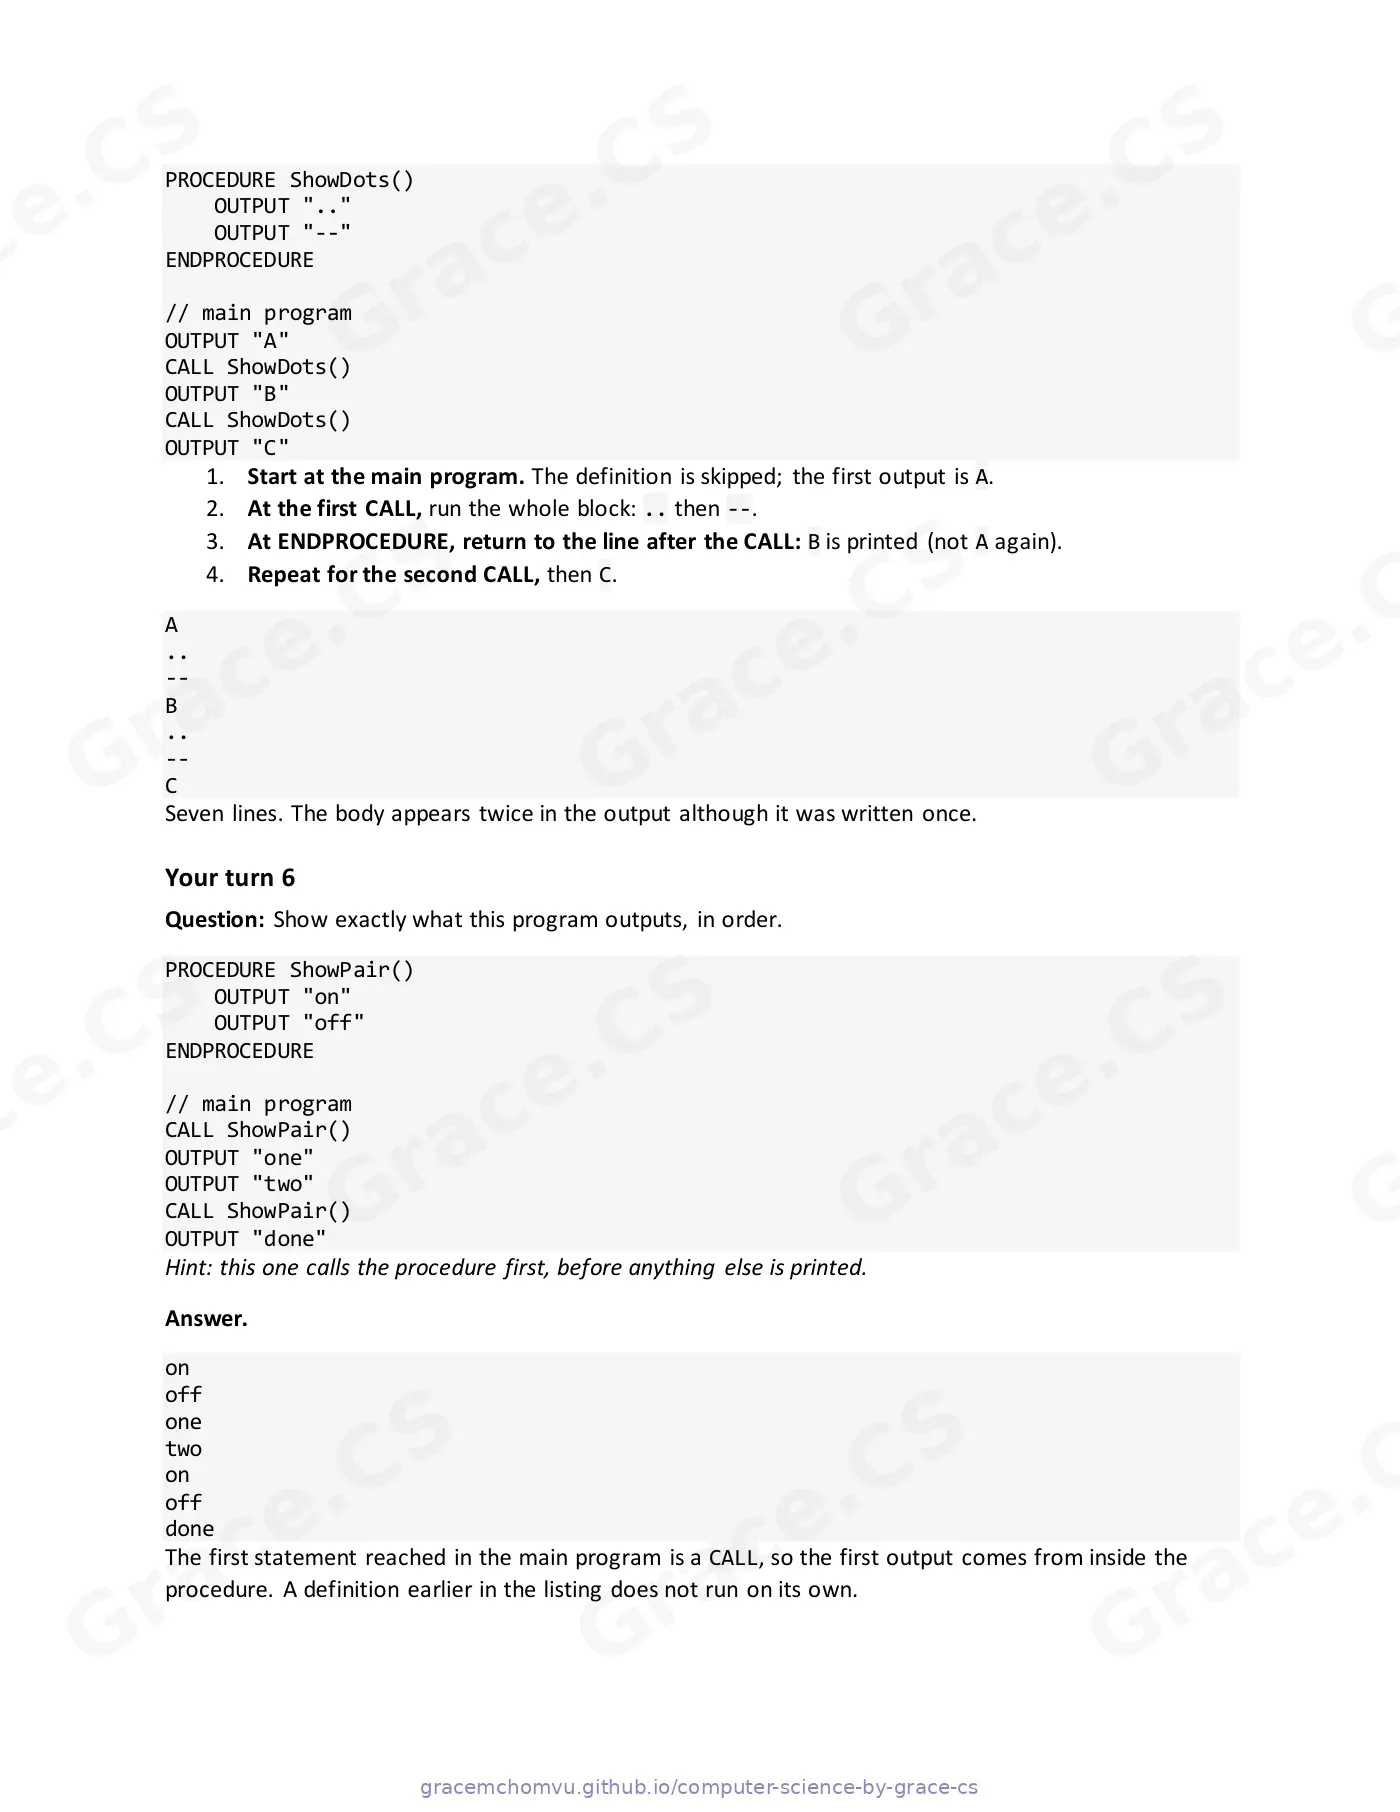 PROCEDURE ShowDots()
    OUTPUT ".."
    OUTPUT "--"
ENDPROCEDURE

// main program
OUTPUT "A"
CALL ShowDots()
OUTPUT "B"
CALL ShowDots()
OUTPUT "C"
1. Start at the main program. The definition is skipped; the first output is A.
2. At the first CALL, run the whole block: .. then --.
3. At ENDPROCEDURE, return to the line after the CALL: B is printed (not A again).
4. Repeat for the second CALL, then C.
A
..
--
B
..
--
C
Seven lines. The body appears twice in the output although it was written once.
Your turn 6
Question: Show exactly what this program outputs, in order.
PROCEDURE ShowPair()
    OUTPUT "on"
    OUTPUT "off"
ENDPROCEDURE

// main program
CALL ShowPair()
OUTPUT "one"
OUTPUT "two"
CALL ShowPair()
OUTPUT "done"
Hint: this one calls the procedure first, before anything else is printed.
Answer.
on
off
one
two
on
off
done
The first statement reached in the main program is a CALL, so the first output comes from inside the
procedure. A definition earlier in the listing does not run on its own.
gracemchomvu.github.io/computer-science-by-grace-cs
Grace.CS